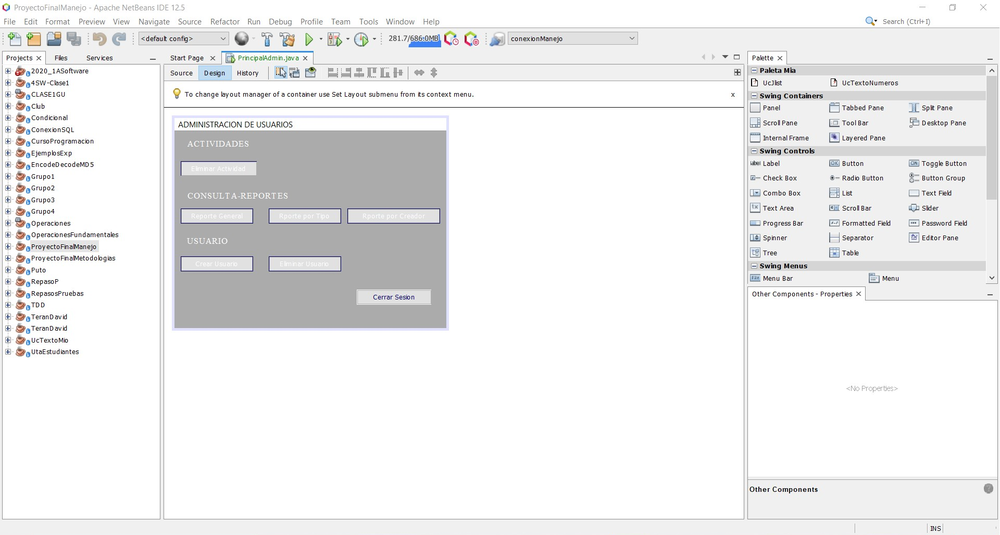 ProyectoFinalManejo - Apache NetBeans IDE 12.5
File Edit Format Preview View Navigate Source Refactor Run Debug Profile Team Tools Window Help
Search (Ctrl+I)
<default config>
281.7/686.0MB
conexionManejo
Projects
Files
Services
2020_1ASoftware
4SW-Clase1
CLASE1GU
Club
Condicional
ConexionSQL
CursoProgramacion
EjemplosExp
EncodeDecodeMD5
Grupo1
Grupo2
Grupo3
Grupo4
Operaciones
OperacionesFundamentales
ProyectoFinalManejo
ProyectoFinalMetodologias
Puto
RepasoP
RepasosPruebas
TDD
TeranDavid
TeranDavid
UcTextoMio
UtaEstudiantes
Start Page
PrincipalAdmin.java
Source Design History
To change layout manager of a container use Set Layout submenu from its context menu.
x
ADMINISTRACION DE USUARIOS
ACTIVIDADES
Eliminar Actividad
CONSULTA-REPORTES
Reporte General
Rporte por Tipo
Rporte por Creador
USUARIO
Crear Usuario
Eliminar Usuario
Cerrar Sesion
Palette
Paleta Mia
UcJlist UcTextoNumeros
Swing Containers
Panel Tabbed Pane Split Pane
Scroll Pane Tool Bar Desktop Pane
Internal Frame Layered Pane
Swing Controls
Label Button Toggle Button
Check Box Radio Button Button Group
Combo Box List Text Field
Text Area Scroll Bar Slider
Progress Bar Formatted Field Password Field
Spinner Separator Editor Pane
Tree Table
Swing Menus
Menu Bar Menu
Other Components - Properties
<No Properties>
Other Components
INS